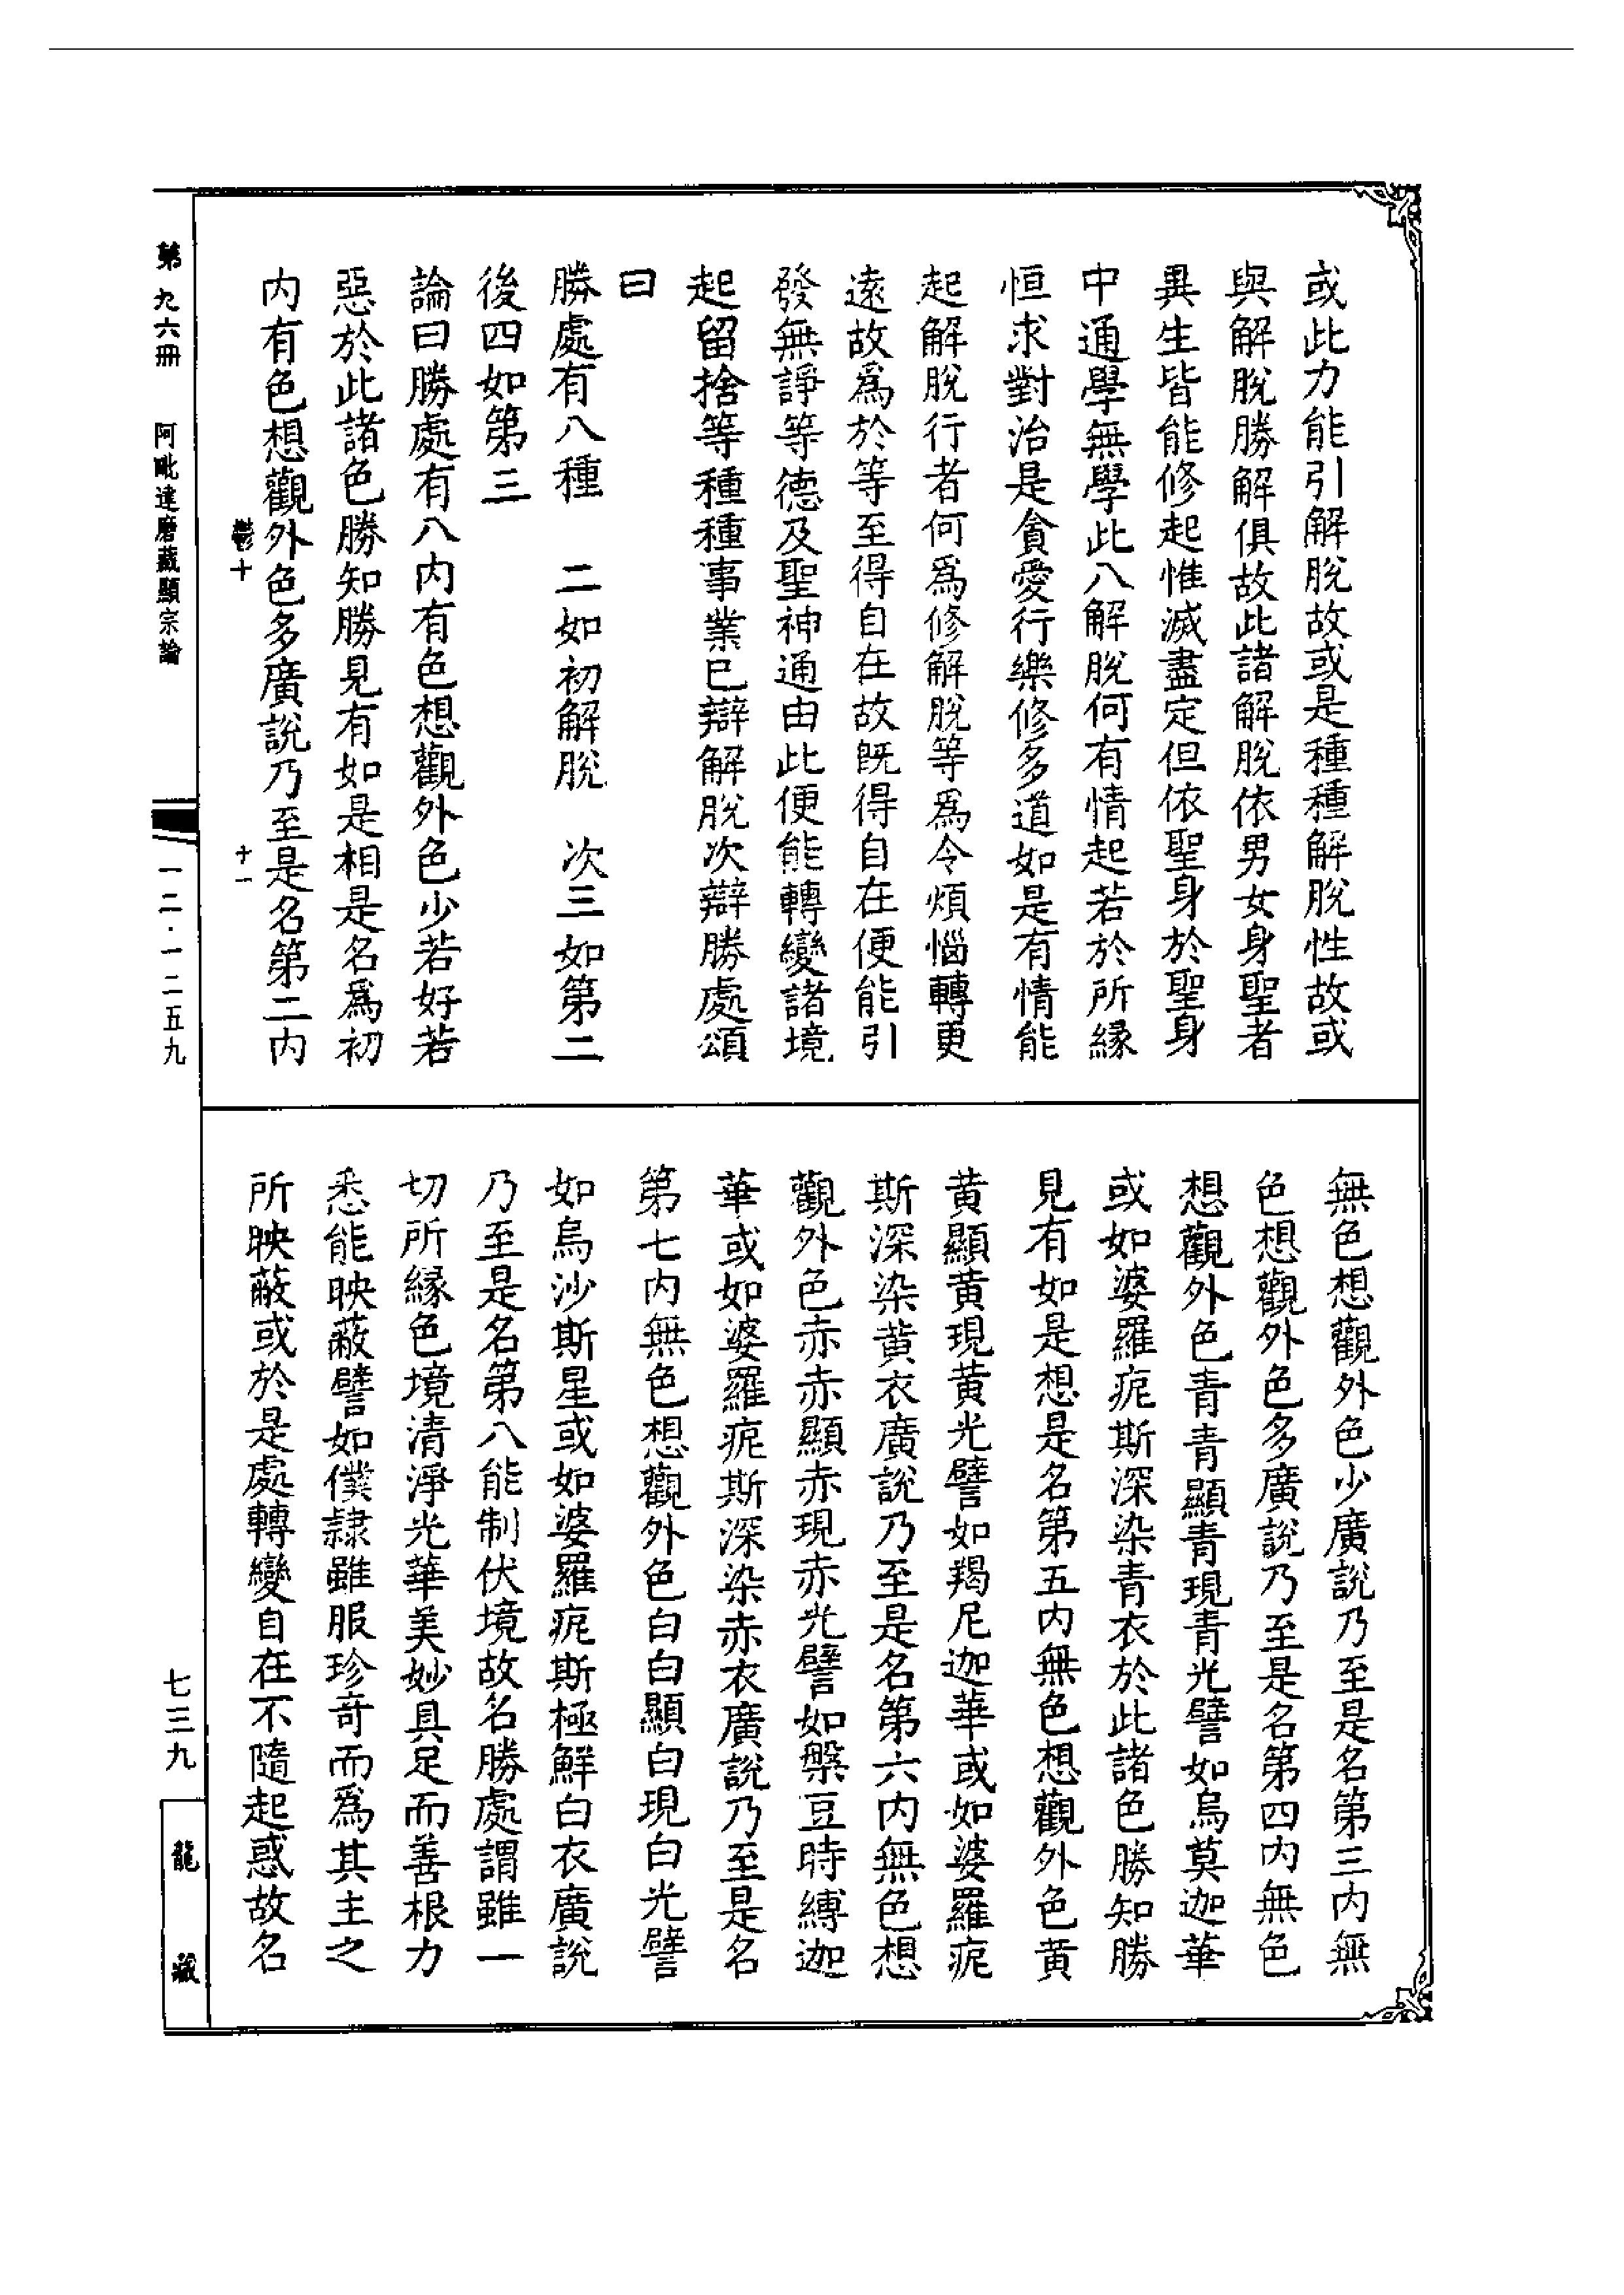 或此力能引解脫故或是種種解脫性故或
與解脫勝解俱故此諸解脫依男女身聖者
異生皆能修起惟滅盡定但依聖身於聖身
中通學無學此八解脫何有情起若於所緣
恒求對治是貪愛行樂修多道如是有情能
起解脫行者何爲修解脫等爲令煩惱轉更
遠故爲於等至得自在故旣得自在便能引
發無諍等德及聖神通由此便能轉變諸境
起留捨等種種事業已辯解脫次辯勝處頌
曰
勝處有八種　二如初解脫　次三如第二
後四如第三
論曰勝處有八內有色想觀外色少若好若
惡於此諸色勝知勝見有如是相是名爲初
內有色想觀外色多廣說乃至是名第二內
無色想觀外色少廣說乃至是名第三內無
色想觀外色多廣說乃至是名第四內無色
想觀外色青青顯青現青光譬如烏莫迦華
或如婆羅痆斯深染青衣於此諸色勝知勝
見有如是想是名第五內無色想觀外色黄
黄顯黄現黄光譬如羯尼迦華或如婆羅痆
斯深染黄衣廣說乃至是名第六內無色想
觀外色赤赤顯赤現赤光譬如槃豆時縛迦
華或如婆羅痆斯深染赤衣廣說乃至是名
第七內無色想觀外色白白顯白現白光譬
如烏沙斯星或如婆羅痆斯極鮮白衣廣說
乃至是名第八能制伏境故名勝處謂雖一
切所緣色境清淨光華美妙具足而善根力
悉能映蔽譬如僕隸雖服珍奇而爲其主之
所映蔽或於是處轉變自在不隨起惑故名
鬱十　十一
第九六冊　阿毗達磨藏顯宗論　一二·一二五九
七三九　龍藏